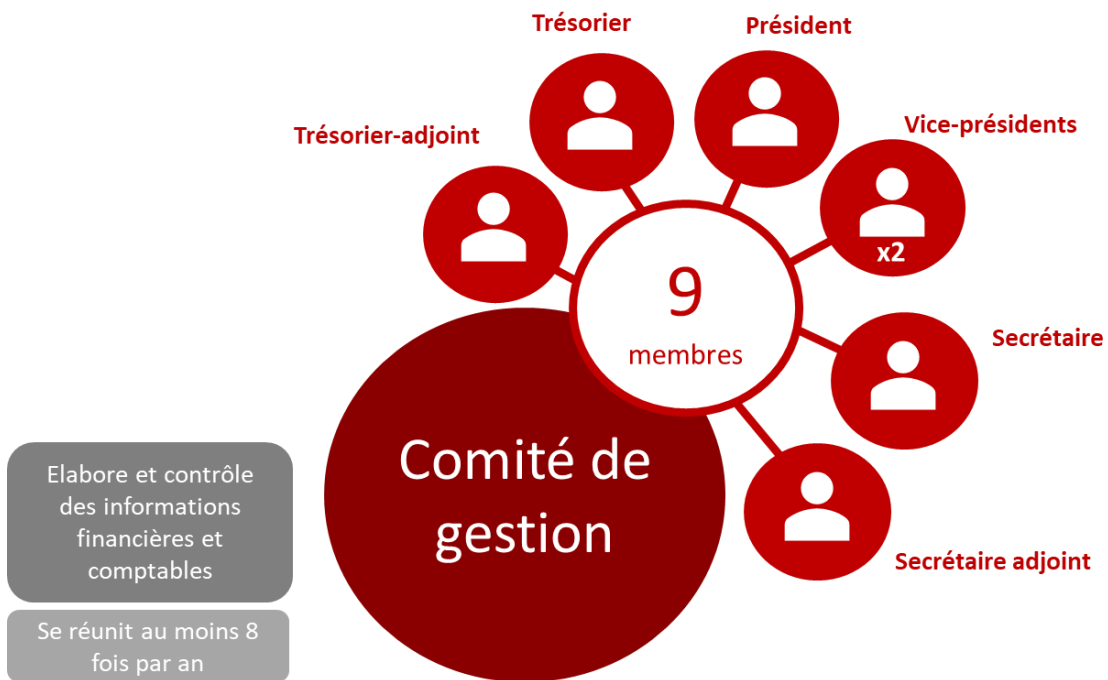 Trésorier
Président
Trésorier-adjoint
Vice-présidents
x2
9
membres
Secrétaire
Comité de
gestion
Secrétaire adjoint
Elabore et contrôle
des informations
financières et
comptables
Se réunit au moins 8
fois par an